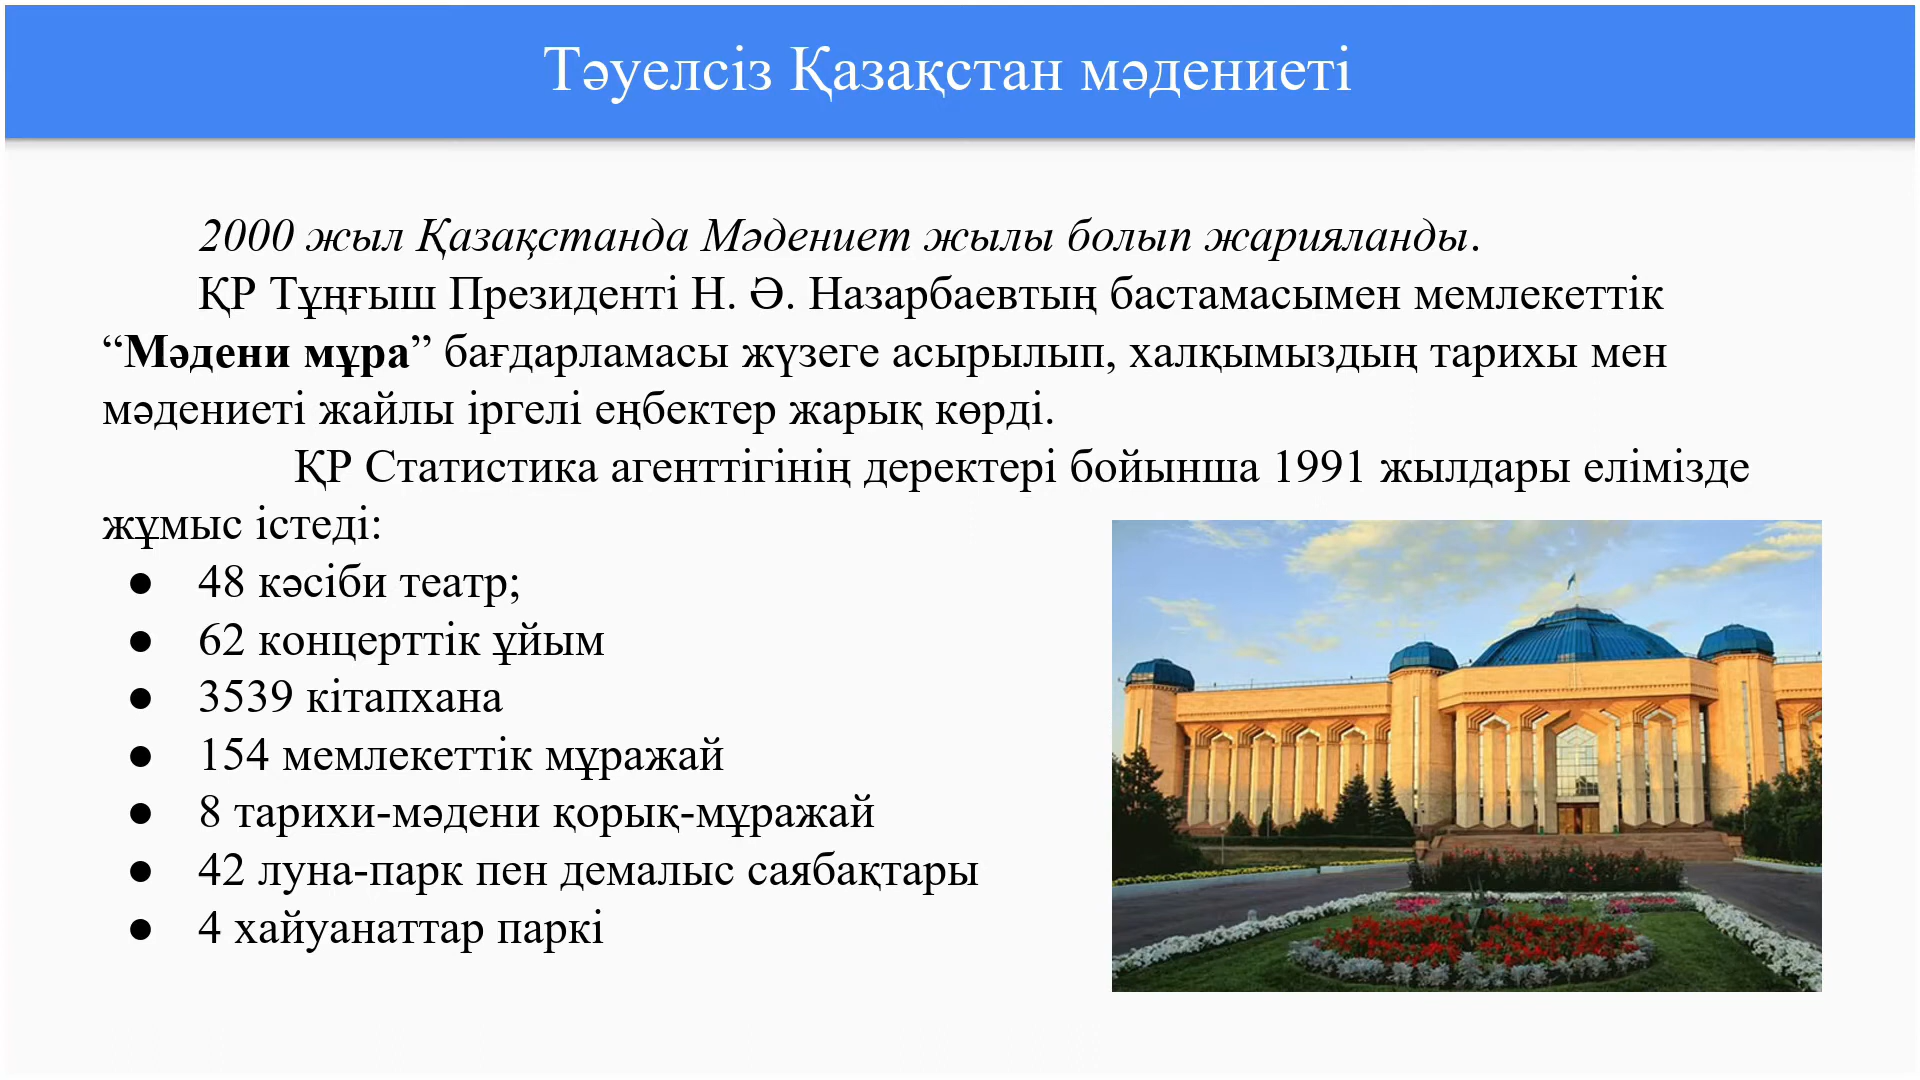 Тәуелсіз Қазақстан мәдениеті
2000 жыл Қазақстанда Мәдениет жылы болып жарияланды.
ҚР Тұңғыш Президенті Н. Ә. Назарбаевтың бастамасымен мемлекеттік
“Мәдени мұра” бағдарламасы жүзеге асырылып, халқымыздың тарихы мен
мәдениеті жайлы іргелі еңбектер жарық көрді.
ҚР Статистика агенттігінің деректері бойынша 1991 жылдары елімізде
жұмыс істеді:
● 48 кәсіби театр;
● 62 концерттік ұйым
● 3539 кітапхана
● 154 мемлекеттік мұражай
● 8 тарихи-мәдени қорық-мұражай
● 42 луна-парк пен демалыс саябақтары
● 4 хайуанаттар паркі